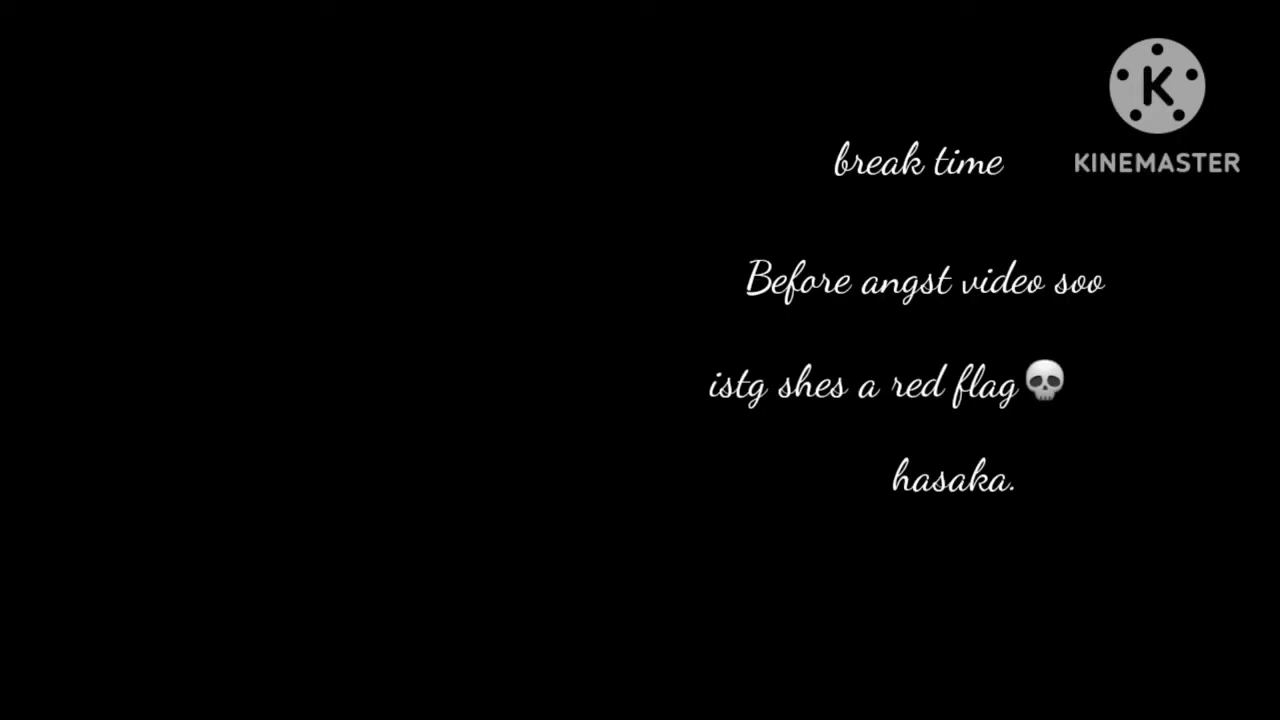 K
KINEMASTER
break time
Before angst video soo
istg shes a red flag💀
hasaka.